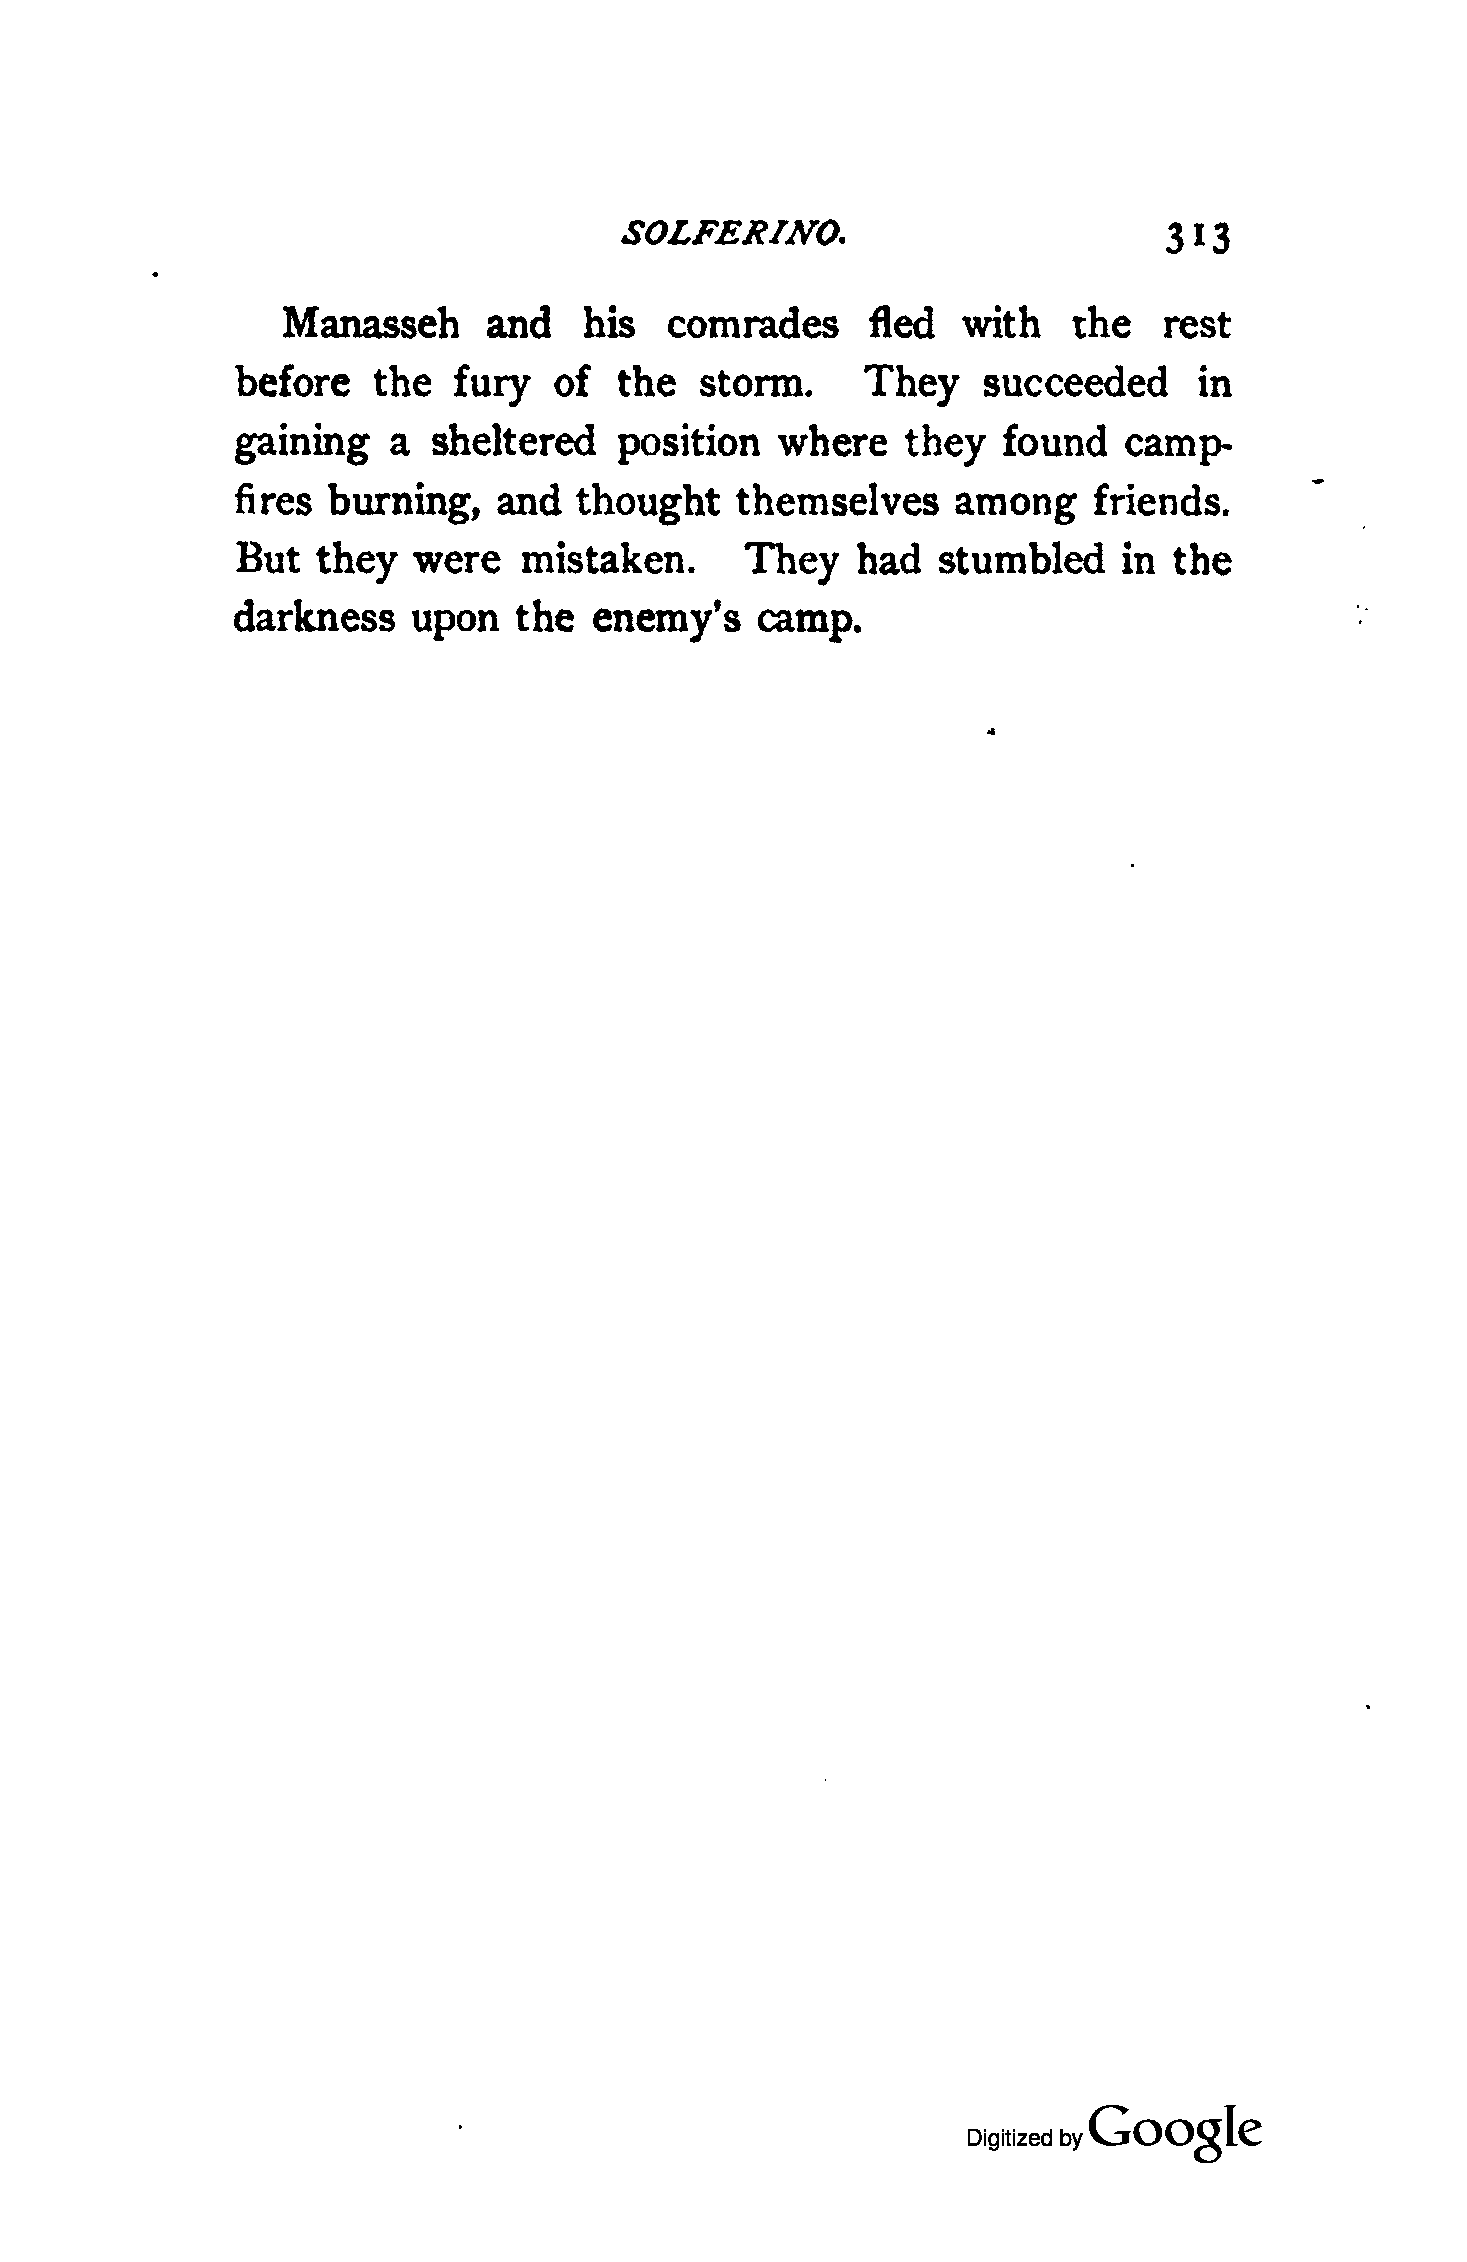 SOLFERINO. 313
Manasseh and his comrades fled with the rest
before the fury of the storm. They succeeded in
gaining a sheltered position where they found camp-
fires burning, and thought themselves among friends.
But they were mistaken. They had stumbled in the
darkness upon the enemy's camp.
Digitized by Google